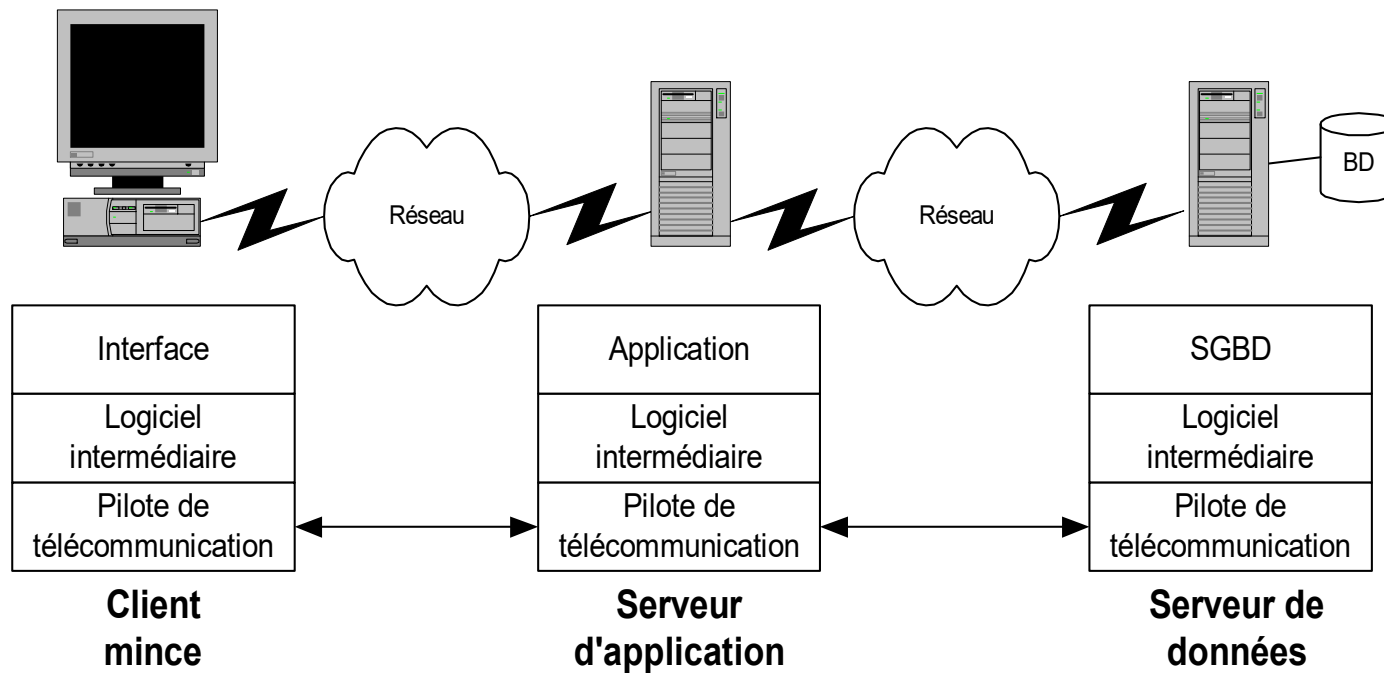 Réseau
Réseau
BD
Interface
Logiciel
intermédiaire
Pilote de
télécommunication
Client
mince
Application
Logiciel
intermédiaire
Pilote de
télécommunication
Serveur
d'application
SGBD
Logiciel
intermédiaire
Pilote de
télécommunication
Serveur de
données